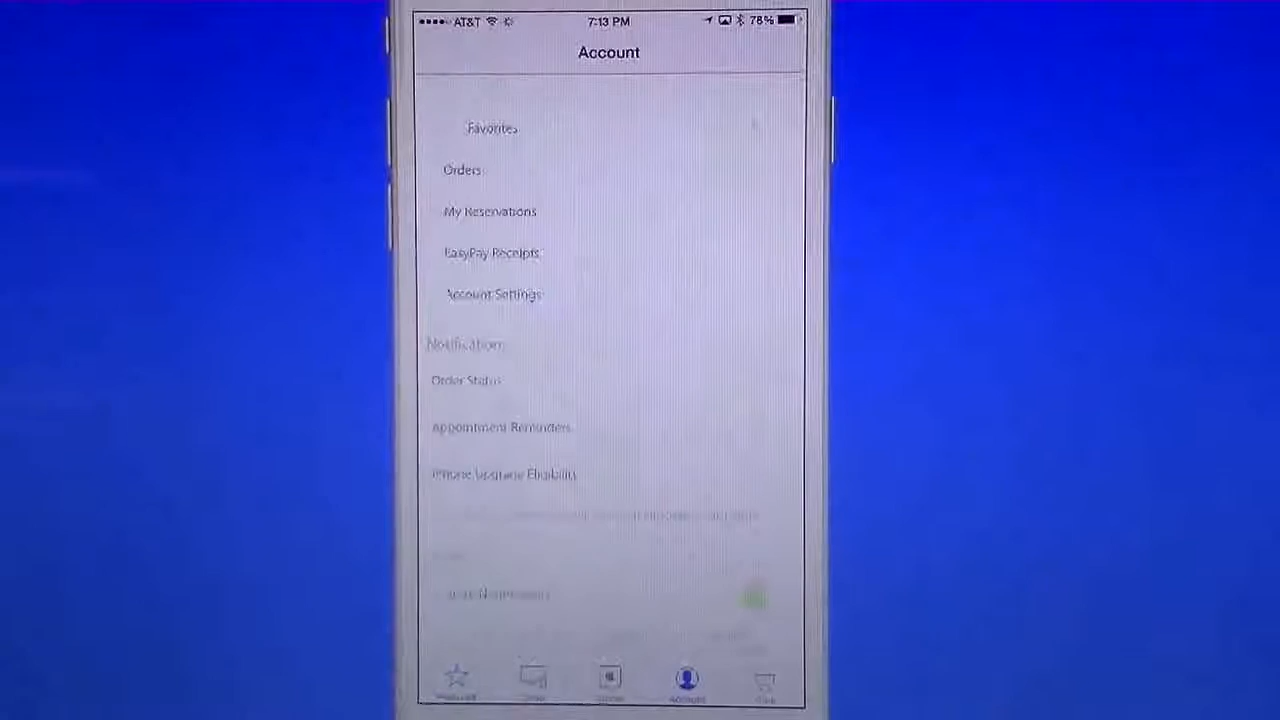 AT&T 7:13 PM 78%
Account
Favorites
Orders
My Reservations
EasyPay Receipts
Account Settings
Notifications
Order Status
Appointment Reminders
iPhone Upgrade Eligibility
Account